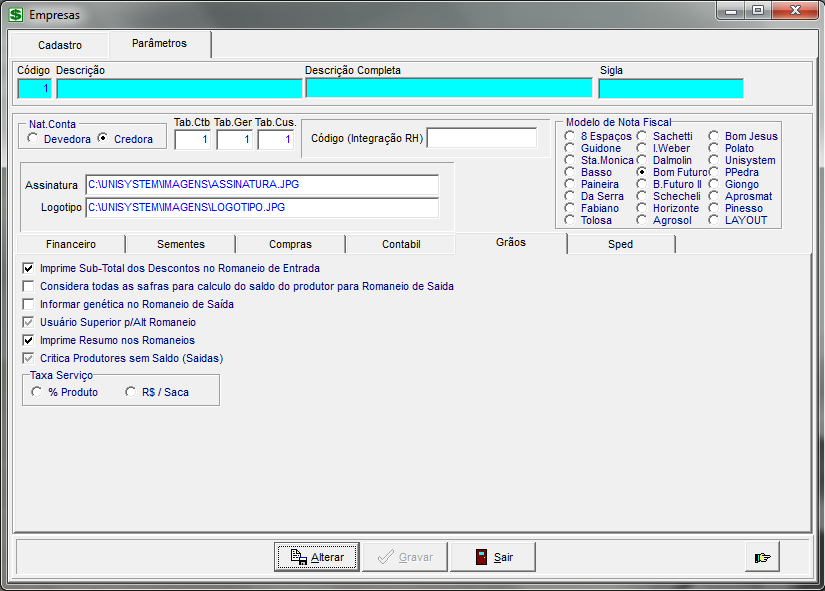 Empresas
Cadastro Parâmetros
Código Descrição Descrição Completa Sigla
1
Nat.Conta
Devedora Credora
Tab.Ctb Tab.Ger Tab.Cus.
1 1 1
Código (Integração RH)
Modelo de Nota Fiscal
8 Espaços Sachetti Bom Jesus
Guidone I.Weber Polato
Sta.Monica Dalmolin Unisystem
Basso Bom Futuro PPedra
Paineira B.Futuro II Giongo
Da Serra Schecheli Aprosmat
Fabiano Horizonte Pinesso
Tolosa Agrosol LAYOUT
Assinatura C:\UNISYSTEM\IMAGENS\ASSINATURA.JPG
Logotipo C:\UNISYSTEM\IMAGENS\LOGOTIPO.JPG
Financeiro Sementes Compras Contabil Grãos Sped
Imprime Sub-Total dos Descontos no Romaneio de Entrada
Considera todas as safras para calculo do saldo do produtor para Romaneio de Saida
Informar genética no Romaneio de Saída
Usuário Superior p/Alt Romaneio
Imprime Resumo nos Romaneios
Critica Produtores sem Saldo (Saidas)
Taxa Serviço
% Produto R$ / Saca
Alterar Gravar Sair